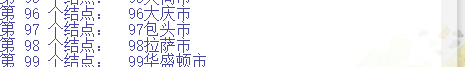 第 96 个结点： 96大庆市
第 97 个结点： 97包头市
第 98 个结点： 98拉萨市
第 99 个结点： 99华盛顿市